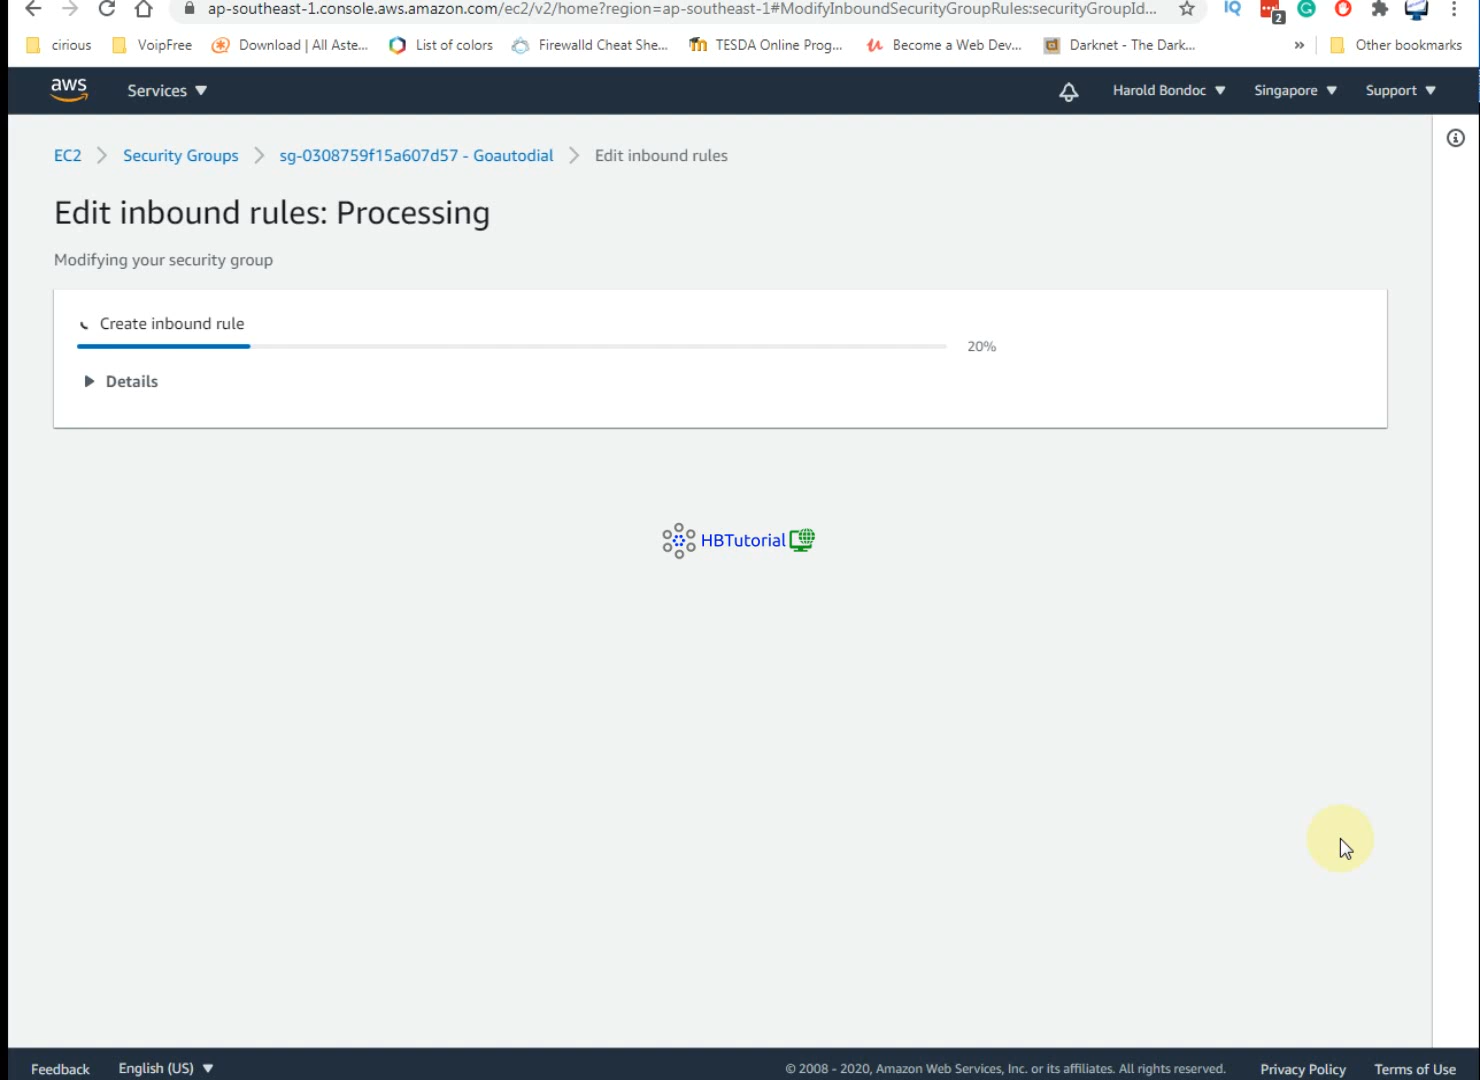 ap-southeast-1.console.aws.amazon.com/ec2/v2/home?region=ap-southeast-1#ModifyInboundSecurityGroupRules:securityGroupId... IQ 2
cirious VoipFree Download | All Aste... List of colors Firewalld Cheat She... TESDA Online Prog... Become a Web Dev... Darknet - The Dark... » Other bookmarks
aws Services Harold Bondoc Singapore Support
EC2 Security Groups sg-0308759f15a607d57 - Goautodial Edit inbound rules
Edit inbound rules: Processing
Modifying your security group
Create inbound rule
20%
Details
HBTutorial
Feedback English (US) © 2008 - 2020, Amazon Web Services, Inc. or its affiliates. All rights reserved. Privacy Policy Terms of Use